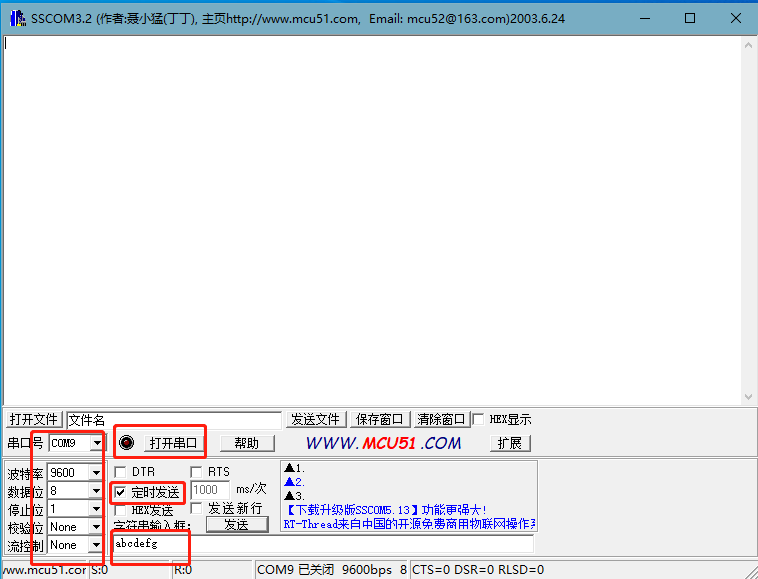 SSCOM3.2 (作者:聂小猛(丁丁), 主页http://www.mcu51.com, Email: mcu52@163.com)2003.6.24
打开文件 文件名 发送文件 保存窗口 清除窗口 HEX显示
串口号 COM9 打开串口 帮助 WWW.MCU51.COM 扩展
波特率 9600 DTR RTS
数据位 8 定时发送 1000 ms/次
停止位 1 HEX发送 发送新行
校验位 None 字符串输入框: 发送
流控制 None abcdefg
▲1.
▲2.
▲3.
【下载升级版SSCOM5.13】功能更强大!
RT-Thread来自中国的开源免费商用物联网操作
www.mcu51.cor S:0 R:0 COM9 已关闭 9600bps 8 CTS=0 DSR=0 RLSD=0